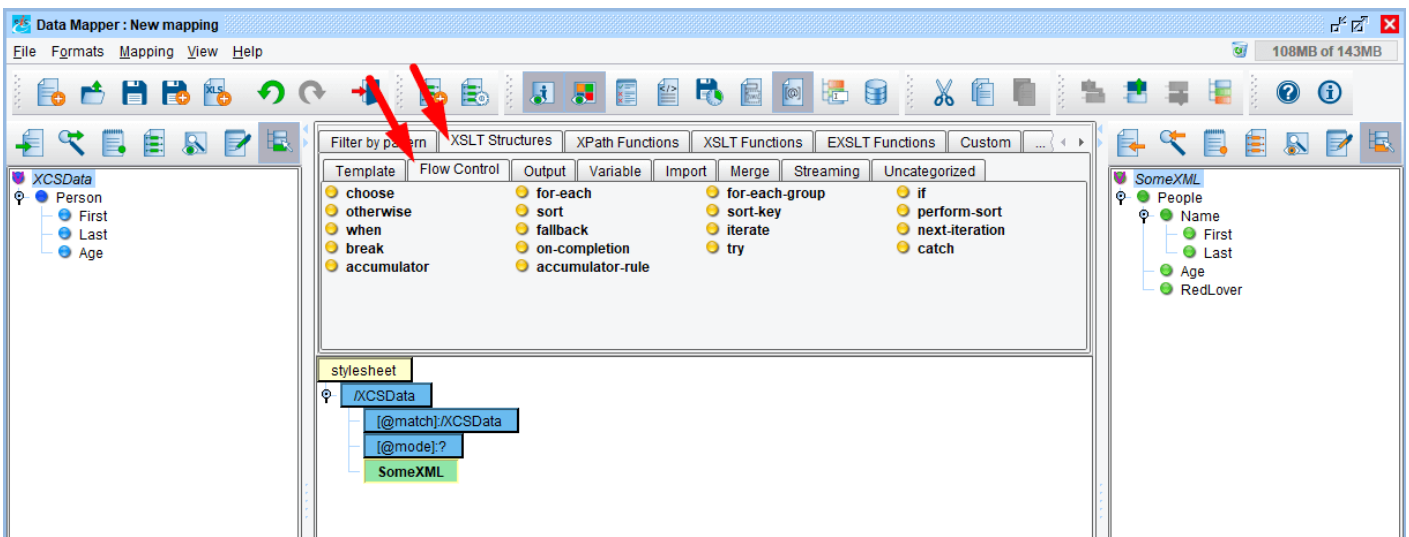 Data Mapper : New mapping
File Formats Mapping View Help
108MB of 143MB
XLS
Filter by pattern XSLT Structures XPath Functions XSLT Functions EXSLT Functions Custom ...
Template Flow Control Output Variable Import Merge Streaming Uncategorized
choose for-each for-each-group if
otherwise sort sort-key perform-sort
when fallback iterate next-iteration
break on-completion try catch
accumulator accumulator-rule
XCSData
Person
First
Last
Age
stylesheet
/XCSData
[@match]:/XCSData
[@mode]:?
SomeXML
SomeXML
People
Name
First
Last
Age
RedLover